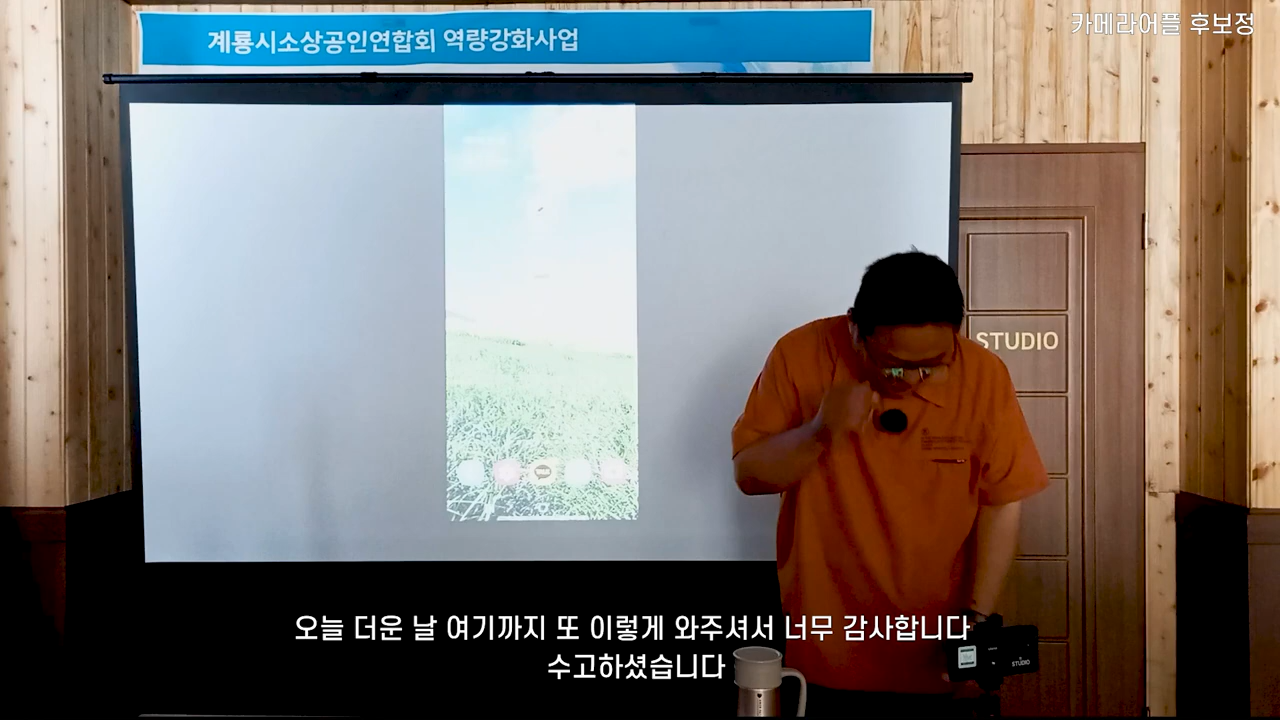 카메라어플 후보정
계룡시소상공인연합회 역량강화사업
STUDIO
오늘 더운 날 여기까지 또 이렇게 와주셔서 너무 감사합니다
수고하셨습니다
STUDIO